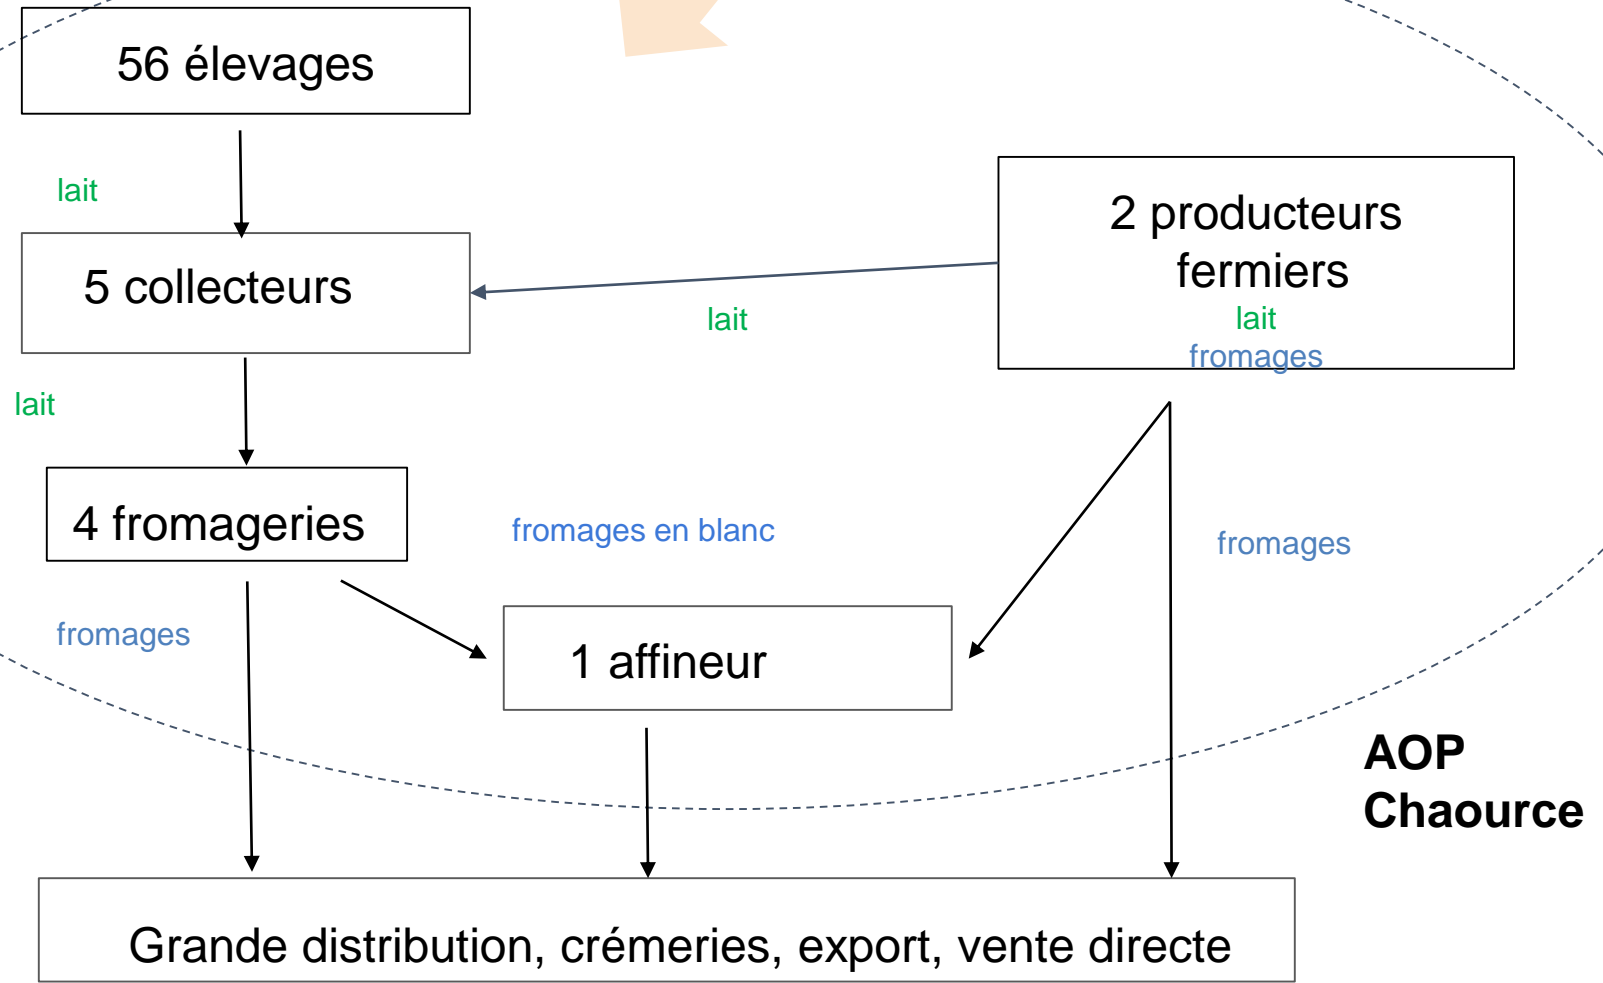 56 élevages
lait
5 collecteurs
2 producteurs
fermiers
lait
fromages
lait
lait
4 fromageries
fromages en blanc
fromages
fromages
1 affineur
AOP
Chaource
Grande distribution, crémeries, export, vente directe